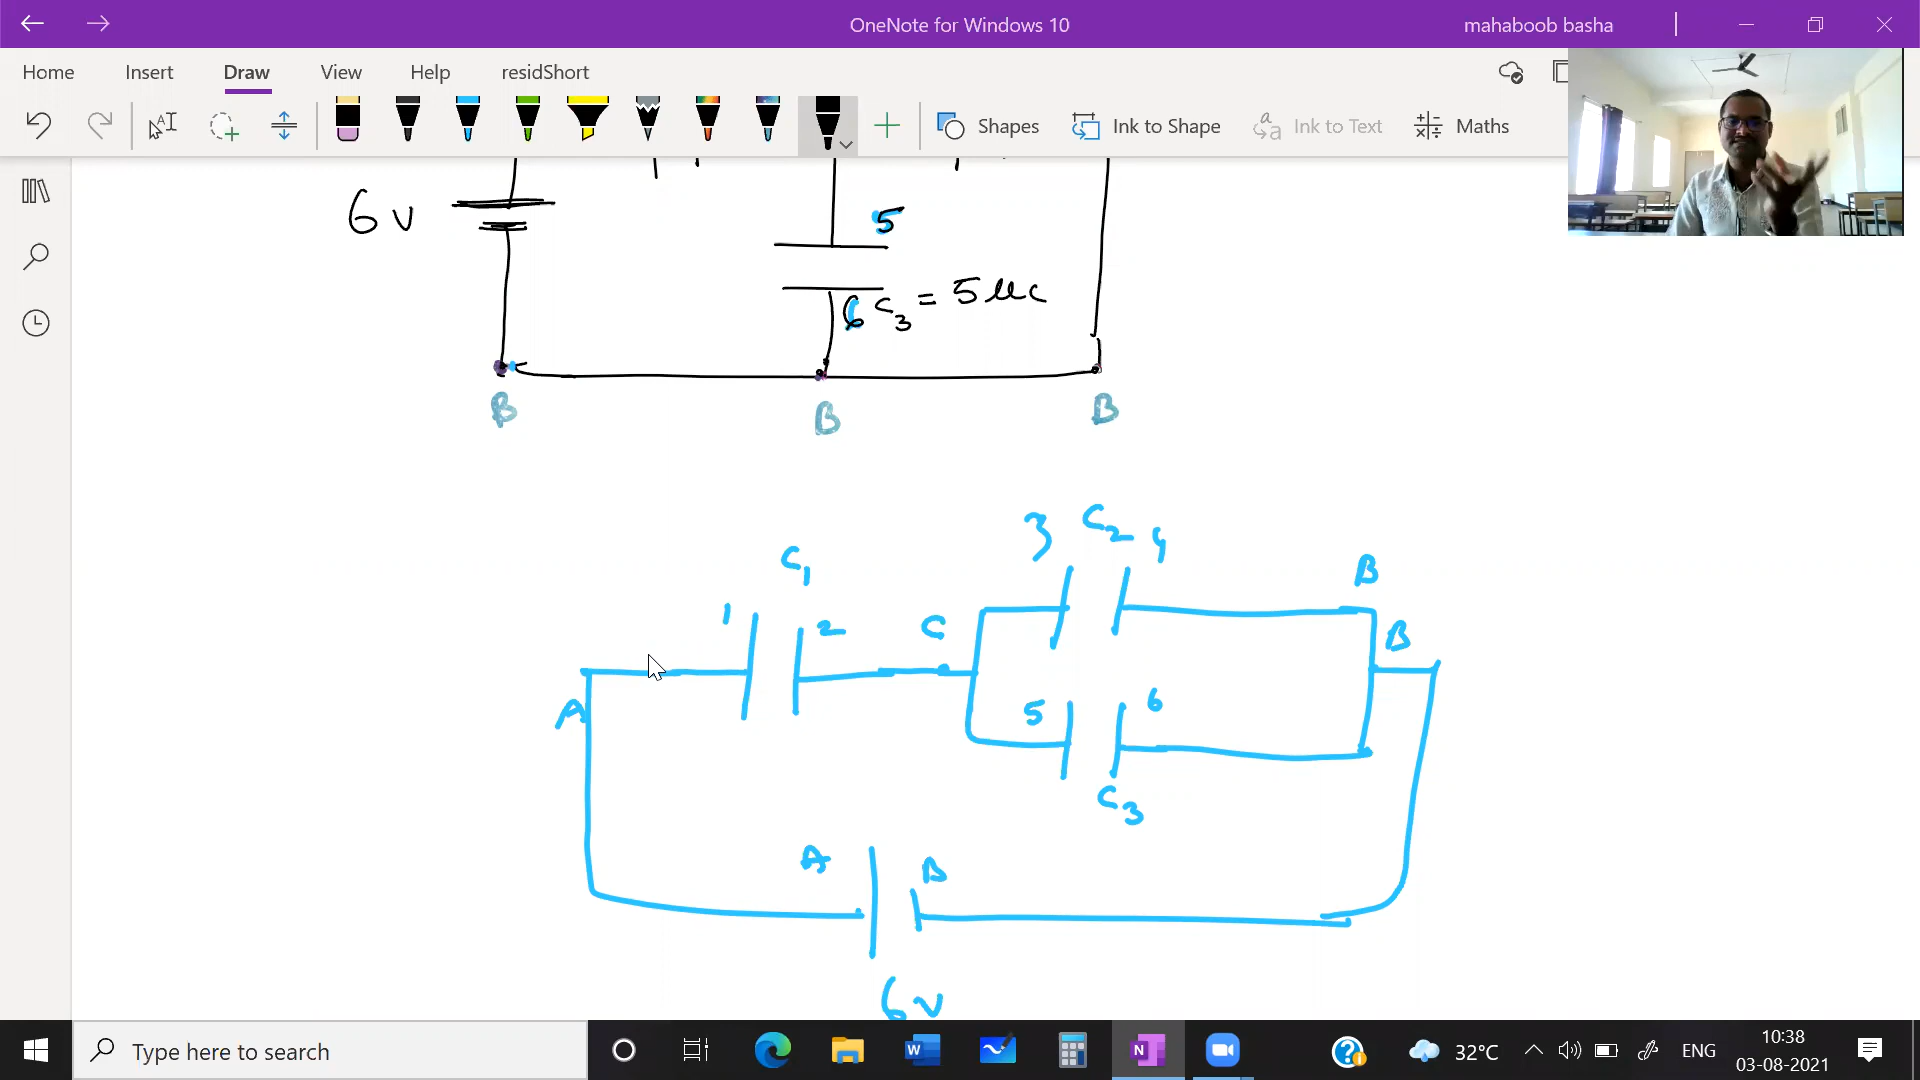 OneNote for Windows 10
mahaboob basha
Home Insert Draw View Help residShort
Shapes Ink to Shape Ink to Text Maths
6 v
5
6 C3 = 5 μC
B B B
3 C2 4
C1
B
1 2 C B
A 5 6
C3
A B
6v
Type here to search
32°C ENG 10:38
03-08-2021